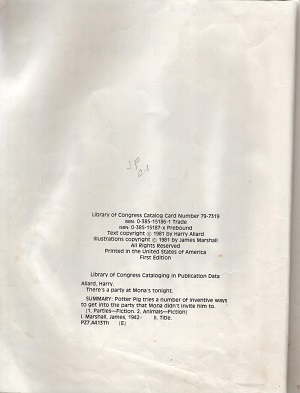 Library of Congress Catalog Card Number 79-7319
ISBN: 0-385-15186-1 Trade
ISBN: 0-385-15187-X Prebound
Text copyright © 1981 by Harry Allard
Illustrations copyright © 1981 by James Marshall
All Rights Reserved
Printed in the United States of America
First Edition
Library of Congress Cataloging in Publication Data
Allard, Harry.
There's a party at Mona's tonight.
SUMMARY: Potter Pig tries a number of inventive ways
to get into the party that Mona didn't invite him to.
(1. Parties—Fiction. 2. Animals—Fiction)
I. Marshall, James, 1942- II. Title.
(E)